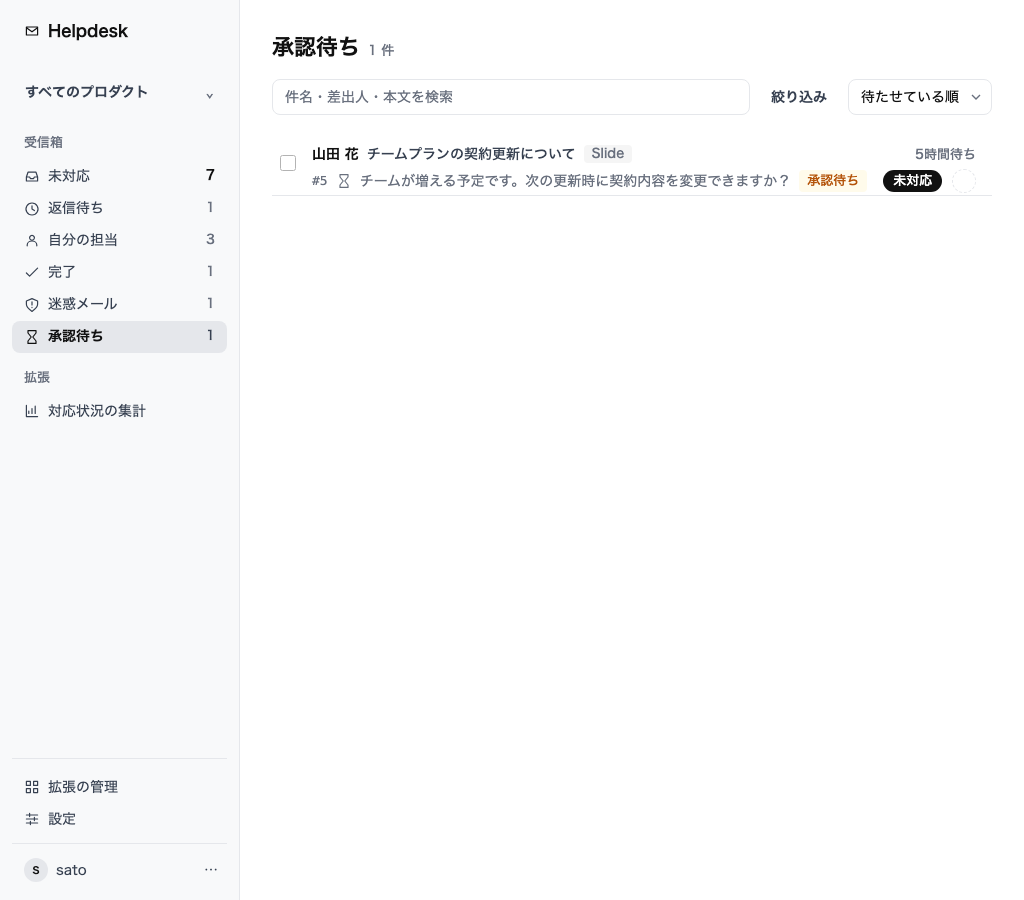 Helpdesk
すべてのプロダクト
受信箱
未対応 7
返信待ち 1
自分の担当 3
完了 1
迷惑メール 1
承認待ち 1
拡張
対応状況の集計
拡張の管理
設定
S sato
承認待ち 1 件
件名・差出人・本文を検索 絞り込み 待たせている順
山田 花 チームプランの契約更新について Slide 5時間待ち
#5 チームが増える予定です。次の更新時に契約内容を変更できますか？ 承認待ち 未対応